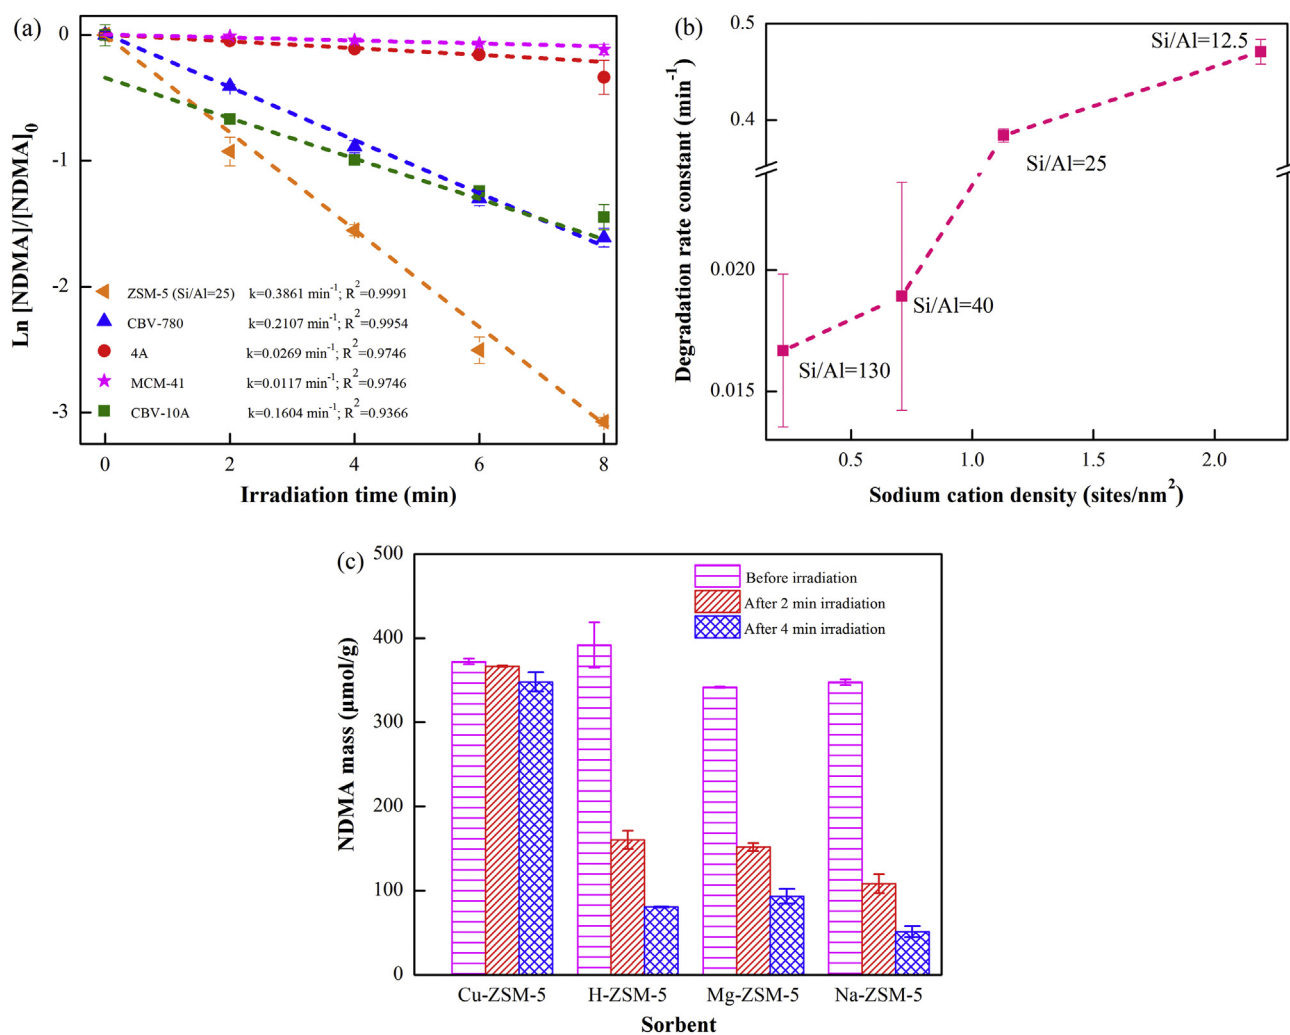 (a)
0
-1
-2
-3
Ln [NDMA]/[NDMA]0
ZSM-5 (Si/Al=25) k=0.3861 min-1; R2=0.9991
CBV-780 k=0.2107 min-1; R2=0.9954
4A k=0.0269 min-1; R2=0.9746
MCM-41 k=0.0117 min-1; R2=0.9746
CBV-10A k=0.1604 min-1; R2=0.9366
0 2 4 6 8
Irradiation time (min)
(b)
0.5
0.4
0.020
0.015
Degradation rate constant (min-1)
Si/Al=12.5
Si/Al=25
Si/Al=40
Si/Al=130
0.5 1.0 1.5 2.0
Sodium cation density (sites/nm2)
(c)
500
400
300
200
100
0
NDMA mass (μmol/g)
Before irradiation
After 2 min irradiation
After 4 min irradiation
Cu-ZSM-5 H-ZSM-5 Mg-ZSM-5 Na-ZSM-5
Sorbent